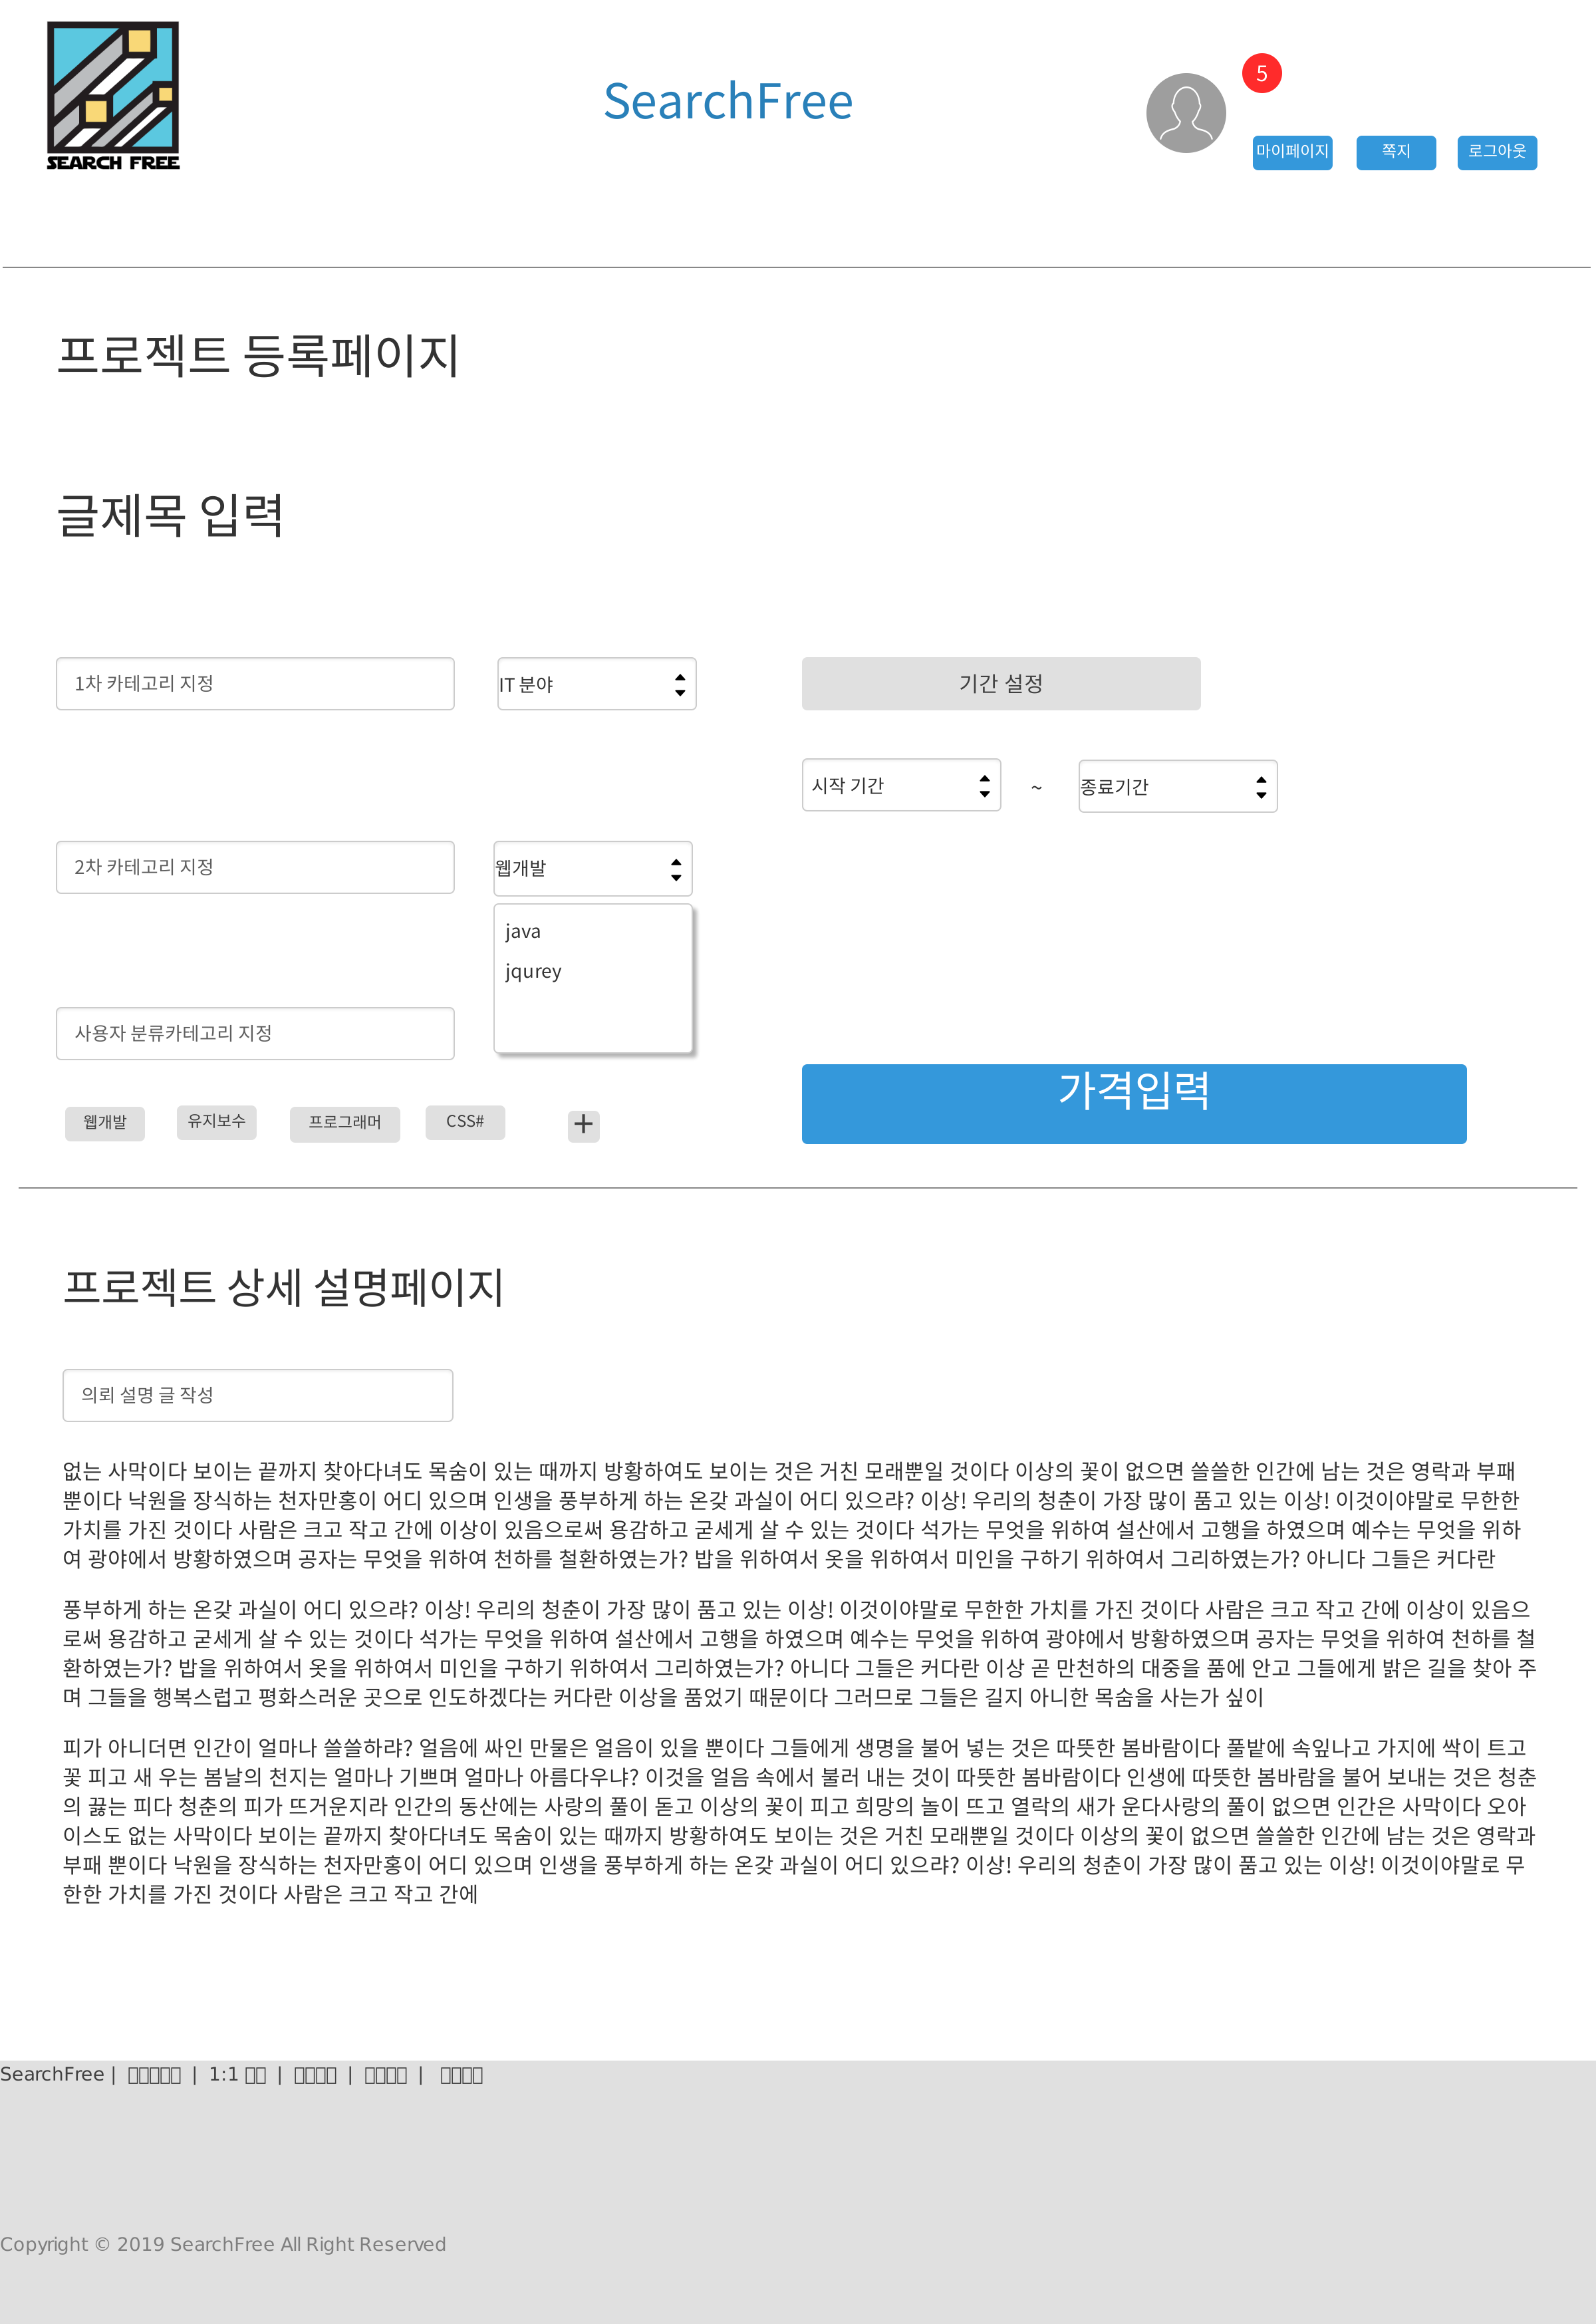 SEARCH FREE
SearchFree
5
마이페이지
쪽지
로그아웃
프로젝트 등록페이지
글제목 입력
1차 카테고리 지정
IT 분야
기간 설정
시작 기간
~
종료기간
2차 카테고리 지정
웹개발
java
jqurey
사용자 분류카테고리 지정
웹개발
유지보수
프로그래머
CSS#
+
가격입력
프로젝트 상세 설명페이지
의뢰 설명 글 작성
없는 사막이다 보이는 끝까지 찾아다녀도 목숨이 있는 때까지 방황하여도 보이는 것은 거친 모래뿐일 것이다 이상의 꽃이 없으면 쓸쓸한 인간에 남는 것은 영락과 부패
뿐이다 낙원을 장식하는 천자만홍이 어디 있으며 인생을 풍부하게 하는 온갖 과실이 어디 있으랴? 이상! 우리의 청춘이 가장 많이 품고 있는 이상! 이것이야말로 무한한
가치를 가진 것이다 사람은 크고 작고 간에 이상이 있음으로써 용감하고 굳세게 살 수 있는 것이다 석가는 무엇을 위하여 설산에서 고행을 하였으며 예수는 무엇을 위하
여 광야에서 방황하였으며 공자는 무엇을 위하여 천하를 철환하였는가? 밥을 위하여서 옷을 위하여서 미인을 구하기 위하여서 그리하였는가? 아니다 그들은 커다란
풍부하게 하는 온갖 과실이 어디 있으랴? 이상! 우리의 청춘이 가장 많이 품고 있는 이상! 이것이야말로 무한한 가치를 가진 것이다 사람은 크고 작고 간에 이상이 있음으
로써 용감하고 굳세게 살 수 있는 것이다 석가는 무엇을 위하여 설산에서 고행을 하였으며 예수는 무엇을 위하여 광야에서 방황하였으며 공자는 무엇을 위하여 천하를 철
환하였는가? 밥을 위하여서 옷을 위하여서 미인을 구하기 위하여서 그리하였는가? 아니다 그들은 커다란 이상 곧 만천하의 대중을 품에 안고 그들에게 밝은 길을 찾아 주
며 그들을 행복스럽고 평화스러운 곳으로 인도하겠다는 커다란 이상을 품었기 때문이다 그러므로 그들은 길지 아니한 목숨을 사는가 싶이
피가 아니더면 인간이 얼마나 쓸쓸하랴? 얼음에 싸인 만물은 얼음이 있을 뿐이다 그들에게 생명을 불어 넣는 것은 따뜻한 봄바람이다 풀밭에 속잎나고 가지에 싹이 트고
꽃 피고 새 우는 봄날의 천지는 얼마나 기쁘며 얼마나 아름다우냐? 이것을 얼음 속에서 불러 내는 것이 따뜻한 봄바람이다 인생에 따뜻한 봄바람을 불어 보내는 것은 청춘
의 끓는 피다 청춘의 피가 뜨거운지라 인간의 동산에는 사랑의 풀이 돋고 이상의 꽃이 피고 희망의 놀이 뜨고 열락의 새가 운다사랑의 풀이 없으면 인간은 사막이다 오아
이스도 없는 사막이다 보이는 끝까지 찾아다녀도 목숨이 있는 때까지 방황하여도 보이는 것은 거친 모래뿐일 것이다 이상의 꽃이 없으면 쓸쓸한 인간에 남는 것은 영락과
부패 뿐이다 낙원을 장식하는 천자만홍이 어디 있으며 인생을 풍부하게 하는 온갖 과실이 어디 있으랴? 이상! 우리의 청춘이 가장 많이 품고 있는 이상! 이것이야말로 무
한한 가치를 가진 것이다 사람은 크고 작고 간에
SearchFree | | 1:1 | | |
Copyright © 2019 SearchFree All Right Reserved